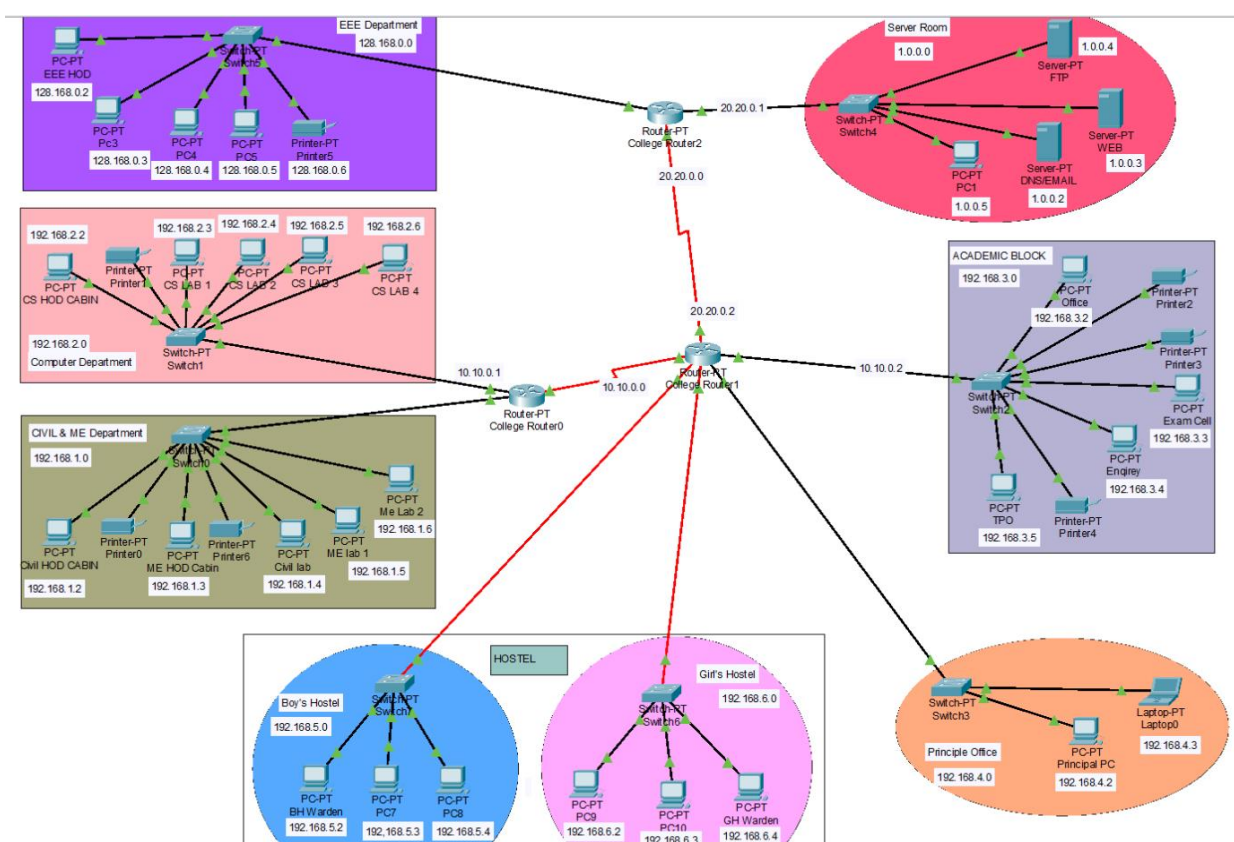 EEE Department
128.168.0.0
Switch-PT
Switch5
PC-PT
EEE HOD
128.168.0.2
PC-PT
Pc3
128.168.0.3
PC-PT
PC4
128.168.0.4
PC-PT
PC5
128.168.0.5
Printer-PT
Printer5
128.168.0.6
Router-PT
College Router2
20.20.0.1
20.20.0.0
Server Room
1.0.0.0
Switch-PT
Switch4
Server-PT
FTP
1.0.0.4
Server-PT
WEB
1.0.0.3
Server-PT
DNS/EMAIL
1.0.0.2
PC-PT
PC1
1.0.0.5
192.168.2.2
PC-PT
CS HOD CABIN
Printer-PT
Printer1
192.168.2.3
PC-PT
CS LAB 1
192.168.2.4
PC-PT
CS LAB 2
192.168.2.5
PC-PT
CS LAB 3
192.168.2.6
PC-PT
CS LAB 4
192.168.2.0
Computer Department
Switch-PT
Switch1
10.10.0.1
Router-PT
College Router0
10.10.0.0
20.20.0.2
Router-PT
College Router1
10.10.0.2
ACADEMIC BLOCK
192.168.3.0
PC-PT
Office
192.168.3.2
Printer-PT
Printer2
Printer-PT
Printer3
Switch-PT
Switch2
PC-PT
Exam Cell
192.168.3.3
PC-PT
Enqirey
192.168.3.4
PC-PT
TPO
192.168.3.5
Printer-PT
Printer4
CIVIL & ME Department
192.168.1.0
Switch-PT
Switch0
PC-PT
Civil HOD CABIN
192.168.1.2
Printer-PT
Printer0
PC-PT
ME HOD Cabin
192.168.1.3
Printer-PT
Printer6
PC-PT
Civil lab
192.168.1.4
PC-PT
ME lab 1
192.168.1.5
PC-PT
Me Lab 2
192.168.1.6
HOSTEL
Boy's Hostel
192.168.5.0
Switch-PT
PC-PT
BH Warden
192.168.5.2
PC-PT
PC7
192.168.5.3
PC-PT
PC8
192.168.5.4
Girl's Hostel
192.168.6.0
Switch-PT
Switch6
PC-PT
PC9
192.168.6.2
PC-PT
PC10
192.168.6.3
PC-PT
GH Warden
192.168.6.4
Switch-PT
Switch3
Principle Office
192.168.4.0
Laptop-PT
Laptop0
192.168.4.3
PC-PT
Principal PC
192.168.4.2